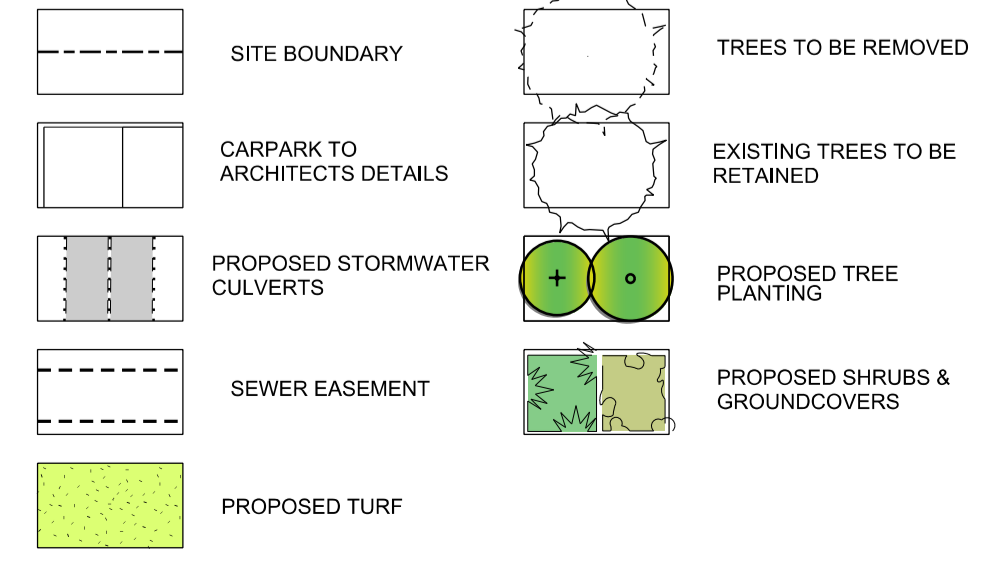 SITE BOUNDARY
CARPARK TO
ARCHITECTS DETAILS
PROPOSED STORMWATER
CULVERTS
SEWER EASEMENT
PROPOSED TURF
TREES TO BE REMOVED
EXISTING TREES TO BE
RETAINED
PROPOSED TREE
PLANTING
PROPOSED SHRUBS &
GROUNDCOVERS